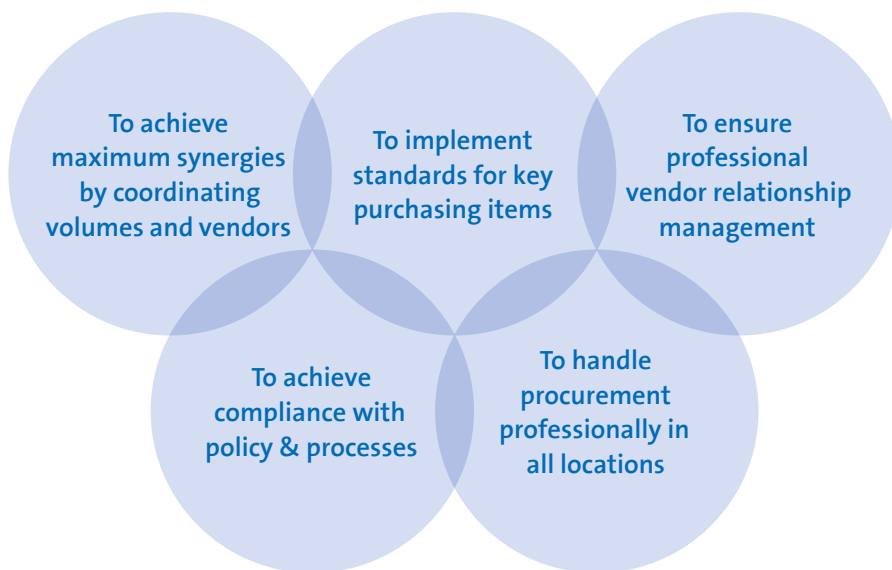 To achieve
maximum synergies
by coordinating
volumes and vendors
To implement
standards for key
purchasing items
To ensure
professional
vendor relationship
management
To achieve
compliance with
policy & processes
To handle
procurement
professionally in
all locations